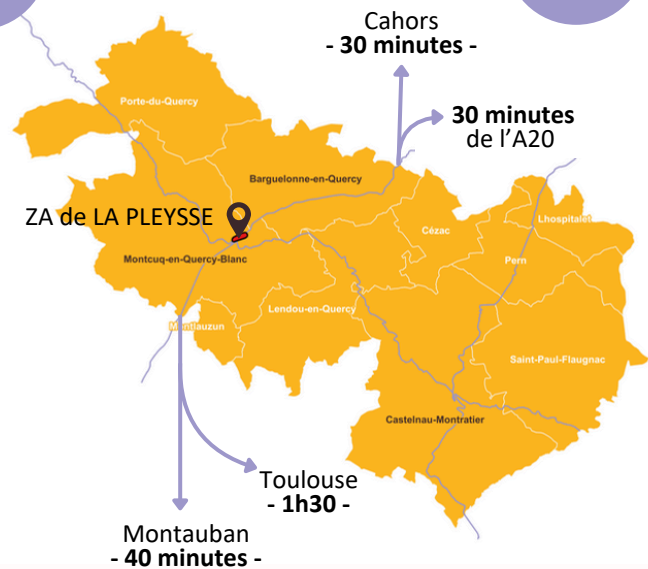 Cahors
- 30 minutes -
30 minutes
de l'A20
Porte-du-Quercy
Barguelonne-en-Quercy
ZA de LA PLEYSSE
Cézac
Lhospitalet
Pern
Montcuq-en-Quercy-Blanc
Lendou-en-Quercy
Montlauzun
Saint-Paul-Flaugnac
Castelnau-Montratier
Toulouse
- 1h30 -
Montauban
- 40 minutes -